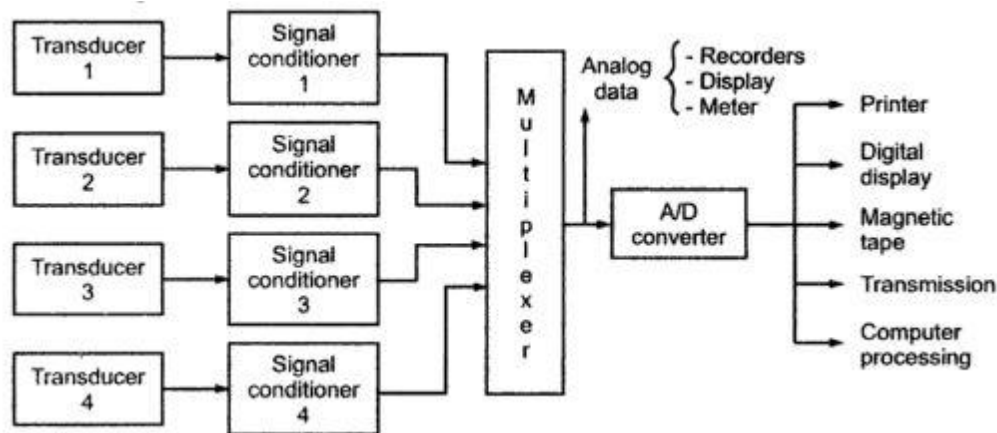 Transducer
1
Signal
conditioner
1
Transducer
2
Signal
conditioner
2
Transducer
3
Signal
conditioner
3
Transducer
4
Signal
conditioner
4
M
u
l
t
i
p
l
e
x
e
r
Analog
data
- Recorders
- Display
- Meter
A/D
converter
Printer
Digital
display
Magnetic
tape
Transmission
Computer
processing